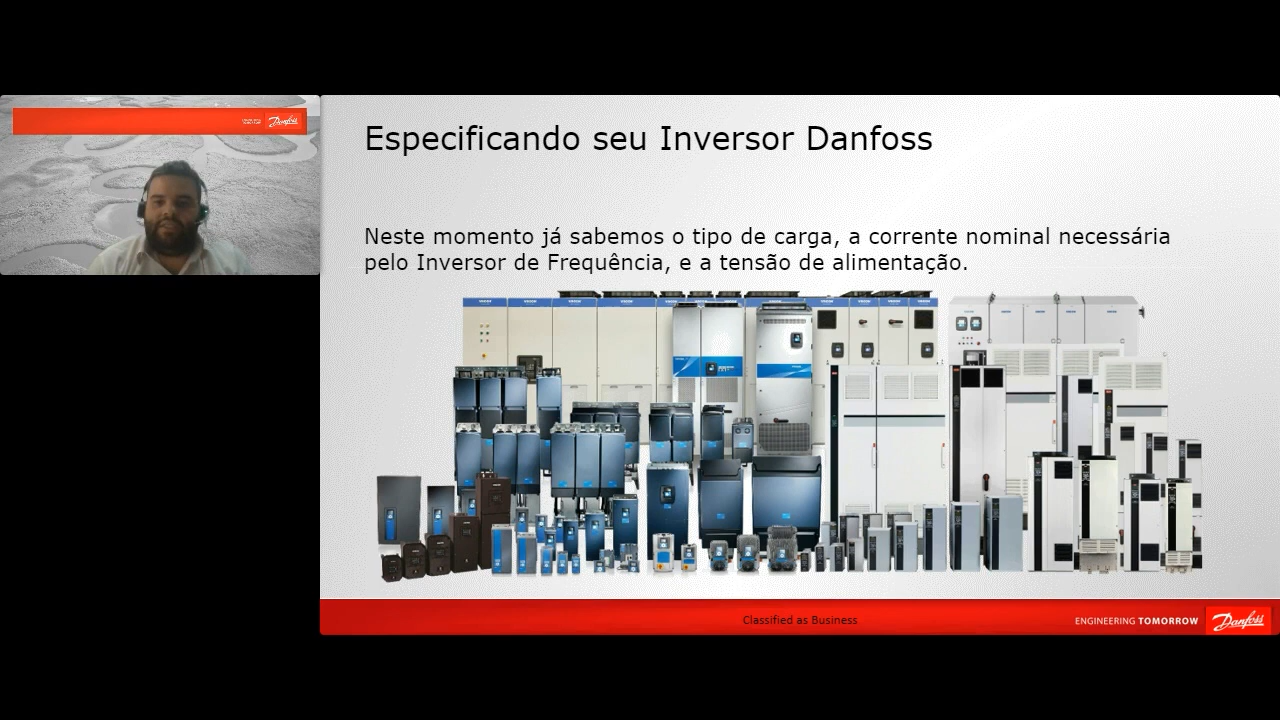 Especificando seu Inversor Danfoss
Neste momento já sabemos o tipo de carga, a corrente nominal necessária
pelo Inversor de Frequência, e a tensão de alimentação.
Classified as Business
ENGINEERING TOMORROW
Danfoss
Danfoss